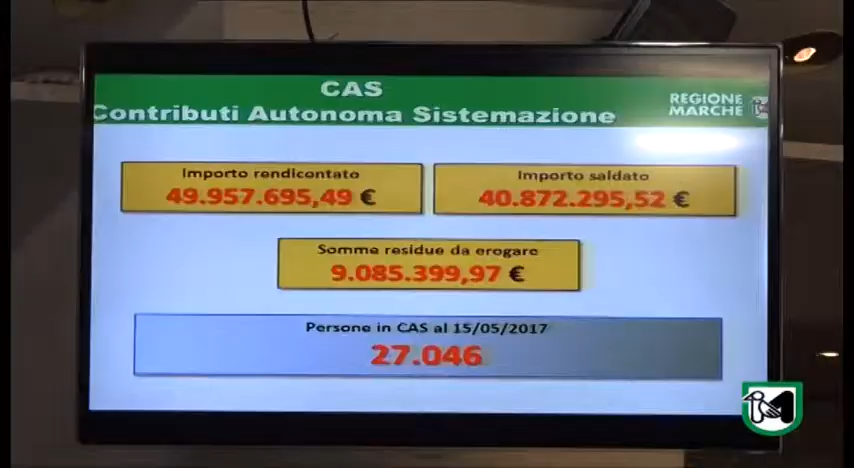 CAS
Contributi Autonoma Sistemazione
REGIONE
MARCHE
Importo rendicontato
49.957.695,49 €
Importo saldato
40.872.295,52 €
Somme residue da erogare
9.085.399,97 €
Persone in CAS al 15/05/2017
27.046